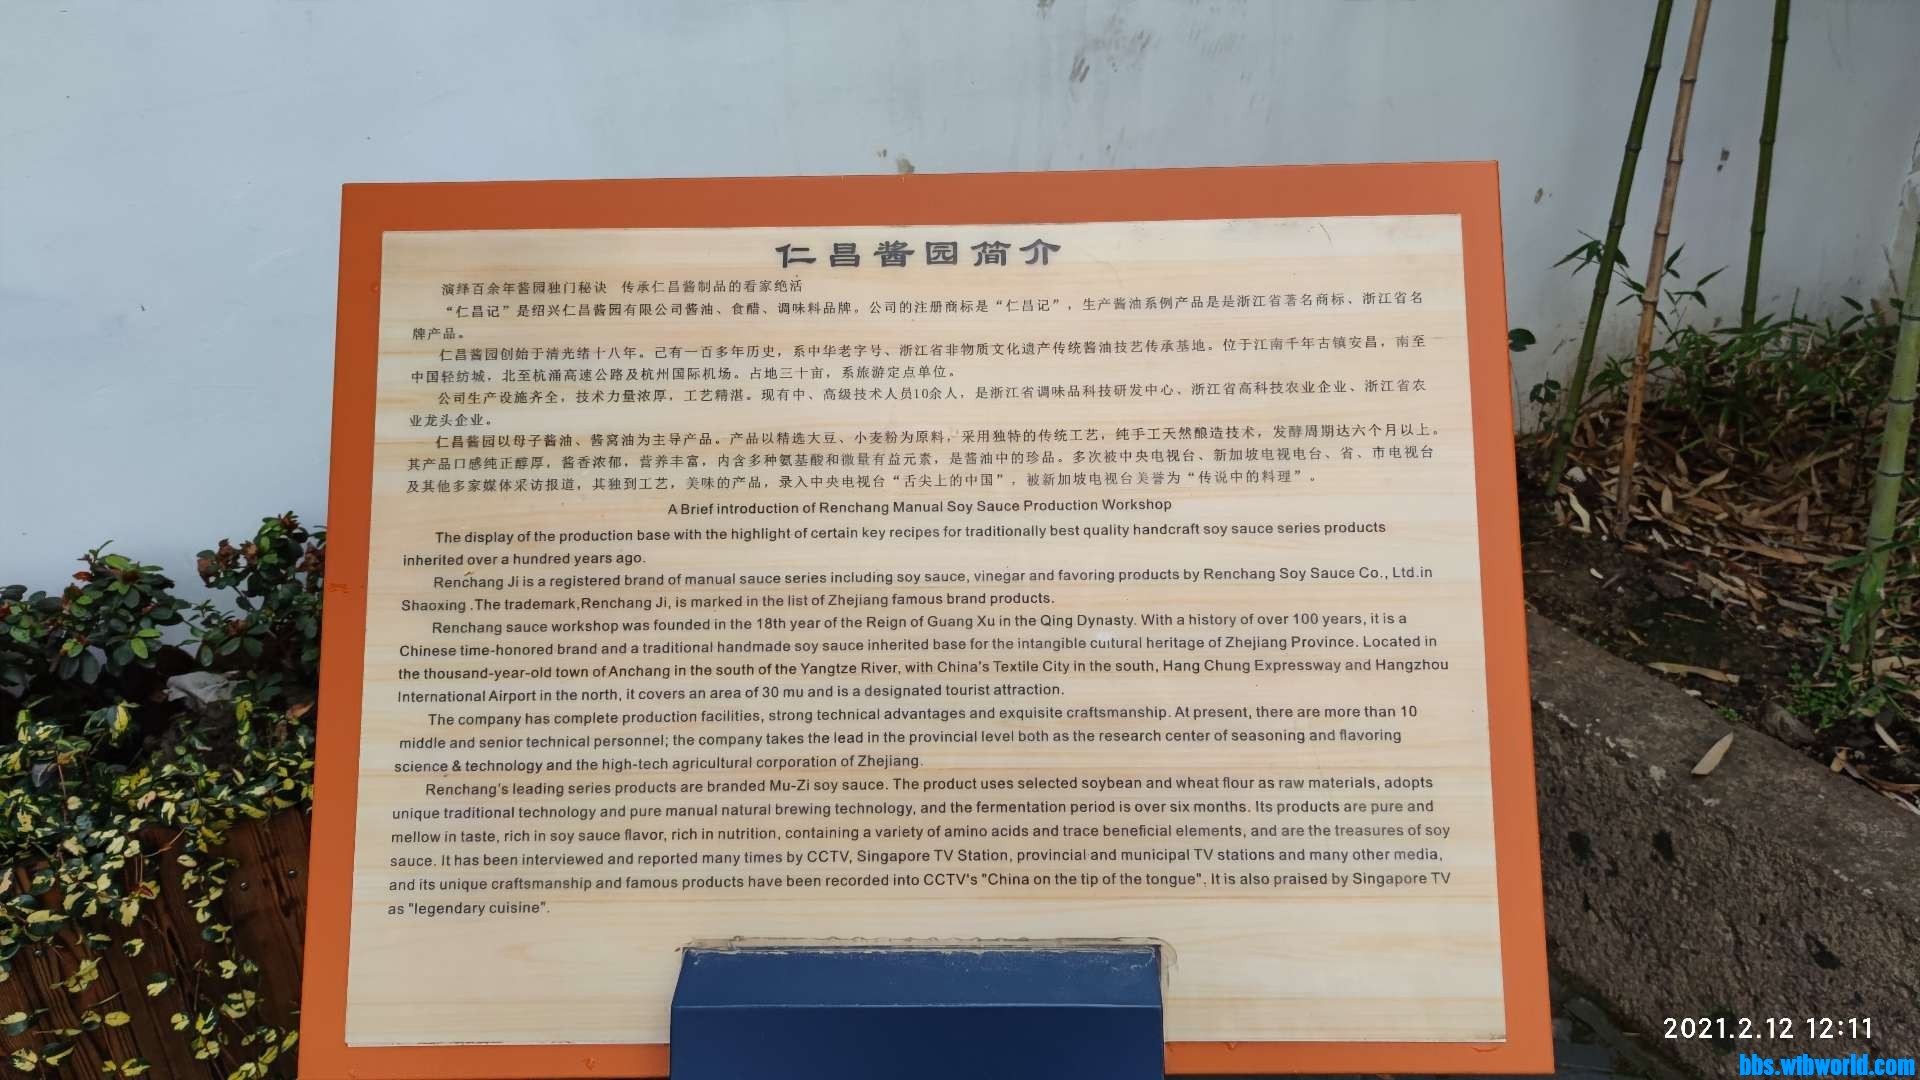 仁昌酱园简介
演绎百余年酱园独门秘诀 传承仁昌酱制品的看家绝活
“仁昌记”是绍兴仁昌酱园有限公司酱油、食醋、调味料品牌。公司的注册商标是“仁昌记”，生产酱油系例产品是是浙江省著名商标、浙江省名
牌产品。
仁昌酱园创始于清光绪十八年。己有一百多年历史，系中华老字号、浙江省非物质文化遗产传统酱油技艺传承基地。位于江南千年古镇安昌，南至
中国轻纺城，北至杭涌高速公路及杭州国际机场。占地三十亩，系旅游定点单位。
公司生产设施齐全，技术力量浓厚，工艺精湛。现有中、高级技术人员10余人，是浙江省调味品科技研发中心、浙江省高科技农业企业、浙江省农
业龙头企业。
仁昌酱园以母子酱油、酱窝油为主导产品。产品以精选大豆、小麦粉为原料，采用独特的传统工艺，纯手工天然酿造技术，发酵周期达六个月以上。
其产品口感纯正醇厚，酱香浓郁，营养丰富，内含多种氨基酸和微量有益元素，是酱油中的珍品。多次被中央电视台、新加坡电视电台、省、市电视台
及其他多家媒体采访报道，其独到工艺，美味的产品，录入中央电视台“舌尖上的中国”，被新加坡电视台美誉为“传说中的料理”。
A Brief introduction of Renchang Manual Soy Sauce Production Workshop
The display of the production base with the highlight of certain key recipes for traditionally best quality handcraft soy sauce series products
inherited over a hundred years ago.
Renchang Ji is a registered brand of manual sauce series including soy sauce, vinegar and favoring products by Renchang Soy Sauce Co., Ltd.in
Shaoxing .The trademark,Renchang Ji, is marked in the list of Zhejiang famous brand products.
Renchang sauce workshop was founded in the 18th year of the Reign of Guang Xu in the Qing Dynasty. With a history of over 100 years, it is a
Chinese time-honored brand and a traditional handmade soy sauce inherited base for the intangible cultural heritage of Zhejiang Province. Located in
the thousand-year-old town of Anchang in the south of the Yangtze River, with China's Textile City in the south, Hang Chung Expressway and Hangzhou
International Airport in the north, it covers an area of 30 mu and is a designated tourist attraction.
The company has complete production facilities, strong technical advantages and exquisite craftsmanship. At present, there are more than 10
middle and senior technical personnel; the company takes the lead in the provincial level both as the research center of seasoning and flavoring
science & technology and the high-tech agricultural corporation of Zhejiang.
Renchang's leading series products are branded Mu-Zi soy sauce. The product uses selected soybean and wheat flour as raw materials, adopts
unique traditional technology and pure manual natural brewing technology, and the fermentation period is over six months. Its products are pure and
mellow in taste, rich in soy sauce flavor, rich in nutrition, containing a variety of amino acids and trace beneficial elements, and are the treasures of soy
sauce. It has been interviewed and reported many times by CCTV, Singapore TV Station, provincial and municipal TV stations and many other media,
and its unique craftsmanship and famous products have been recorded into CCTV's "China on the tip of the tongue". It is also praised by Singapore TV
as "legendary cuisine".
2021.2.12 12:11
bbs.wibworld.com